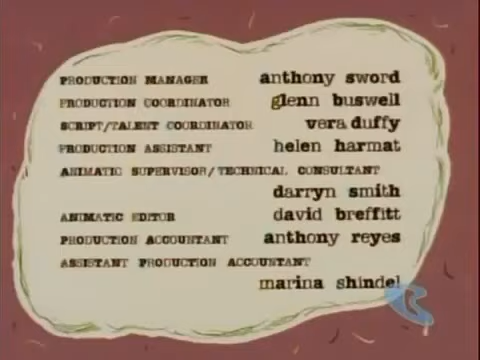 PRODUCTION MANAGER anthony sword
PRODUCTION COORDINATOR glenn buswell
SCRIPT/TALENT COORDINATOR vera duffy
PRODUCTION ASSISTANT helen harmat
ANIMATIC SUPERVISOR/TECHNICAL CONSULTANT
darryn smith
ANIMATIC EDITOR david breffitt
PRODUCTION ACCOUNTANT anthony reyes
ASSISTANT PRODUCTION ACCOUNTANT
marina shindel